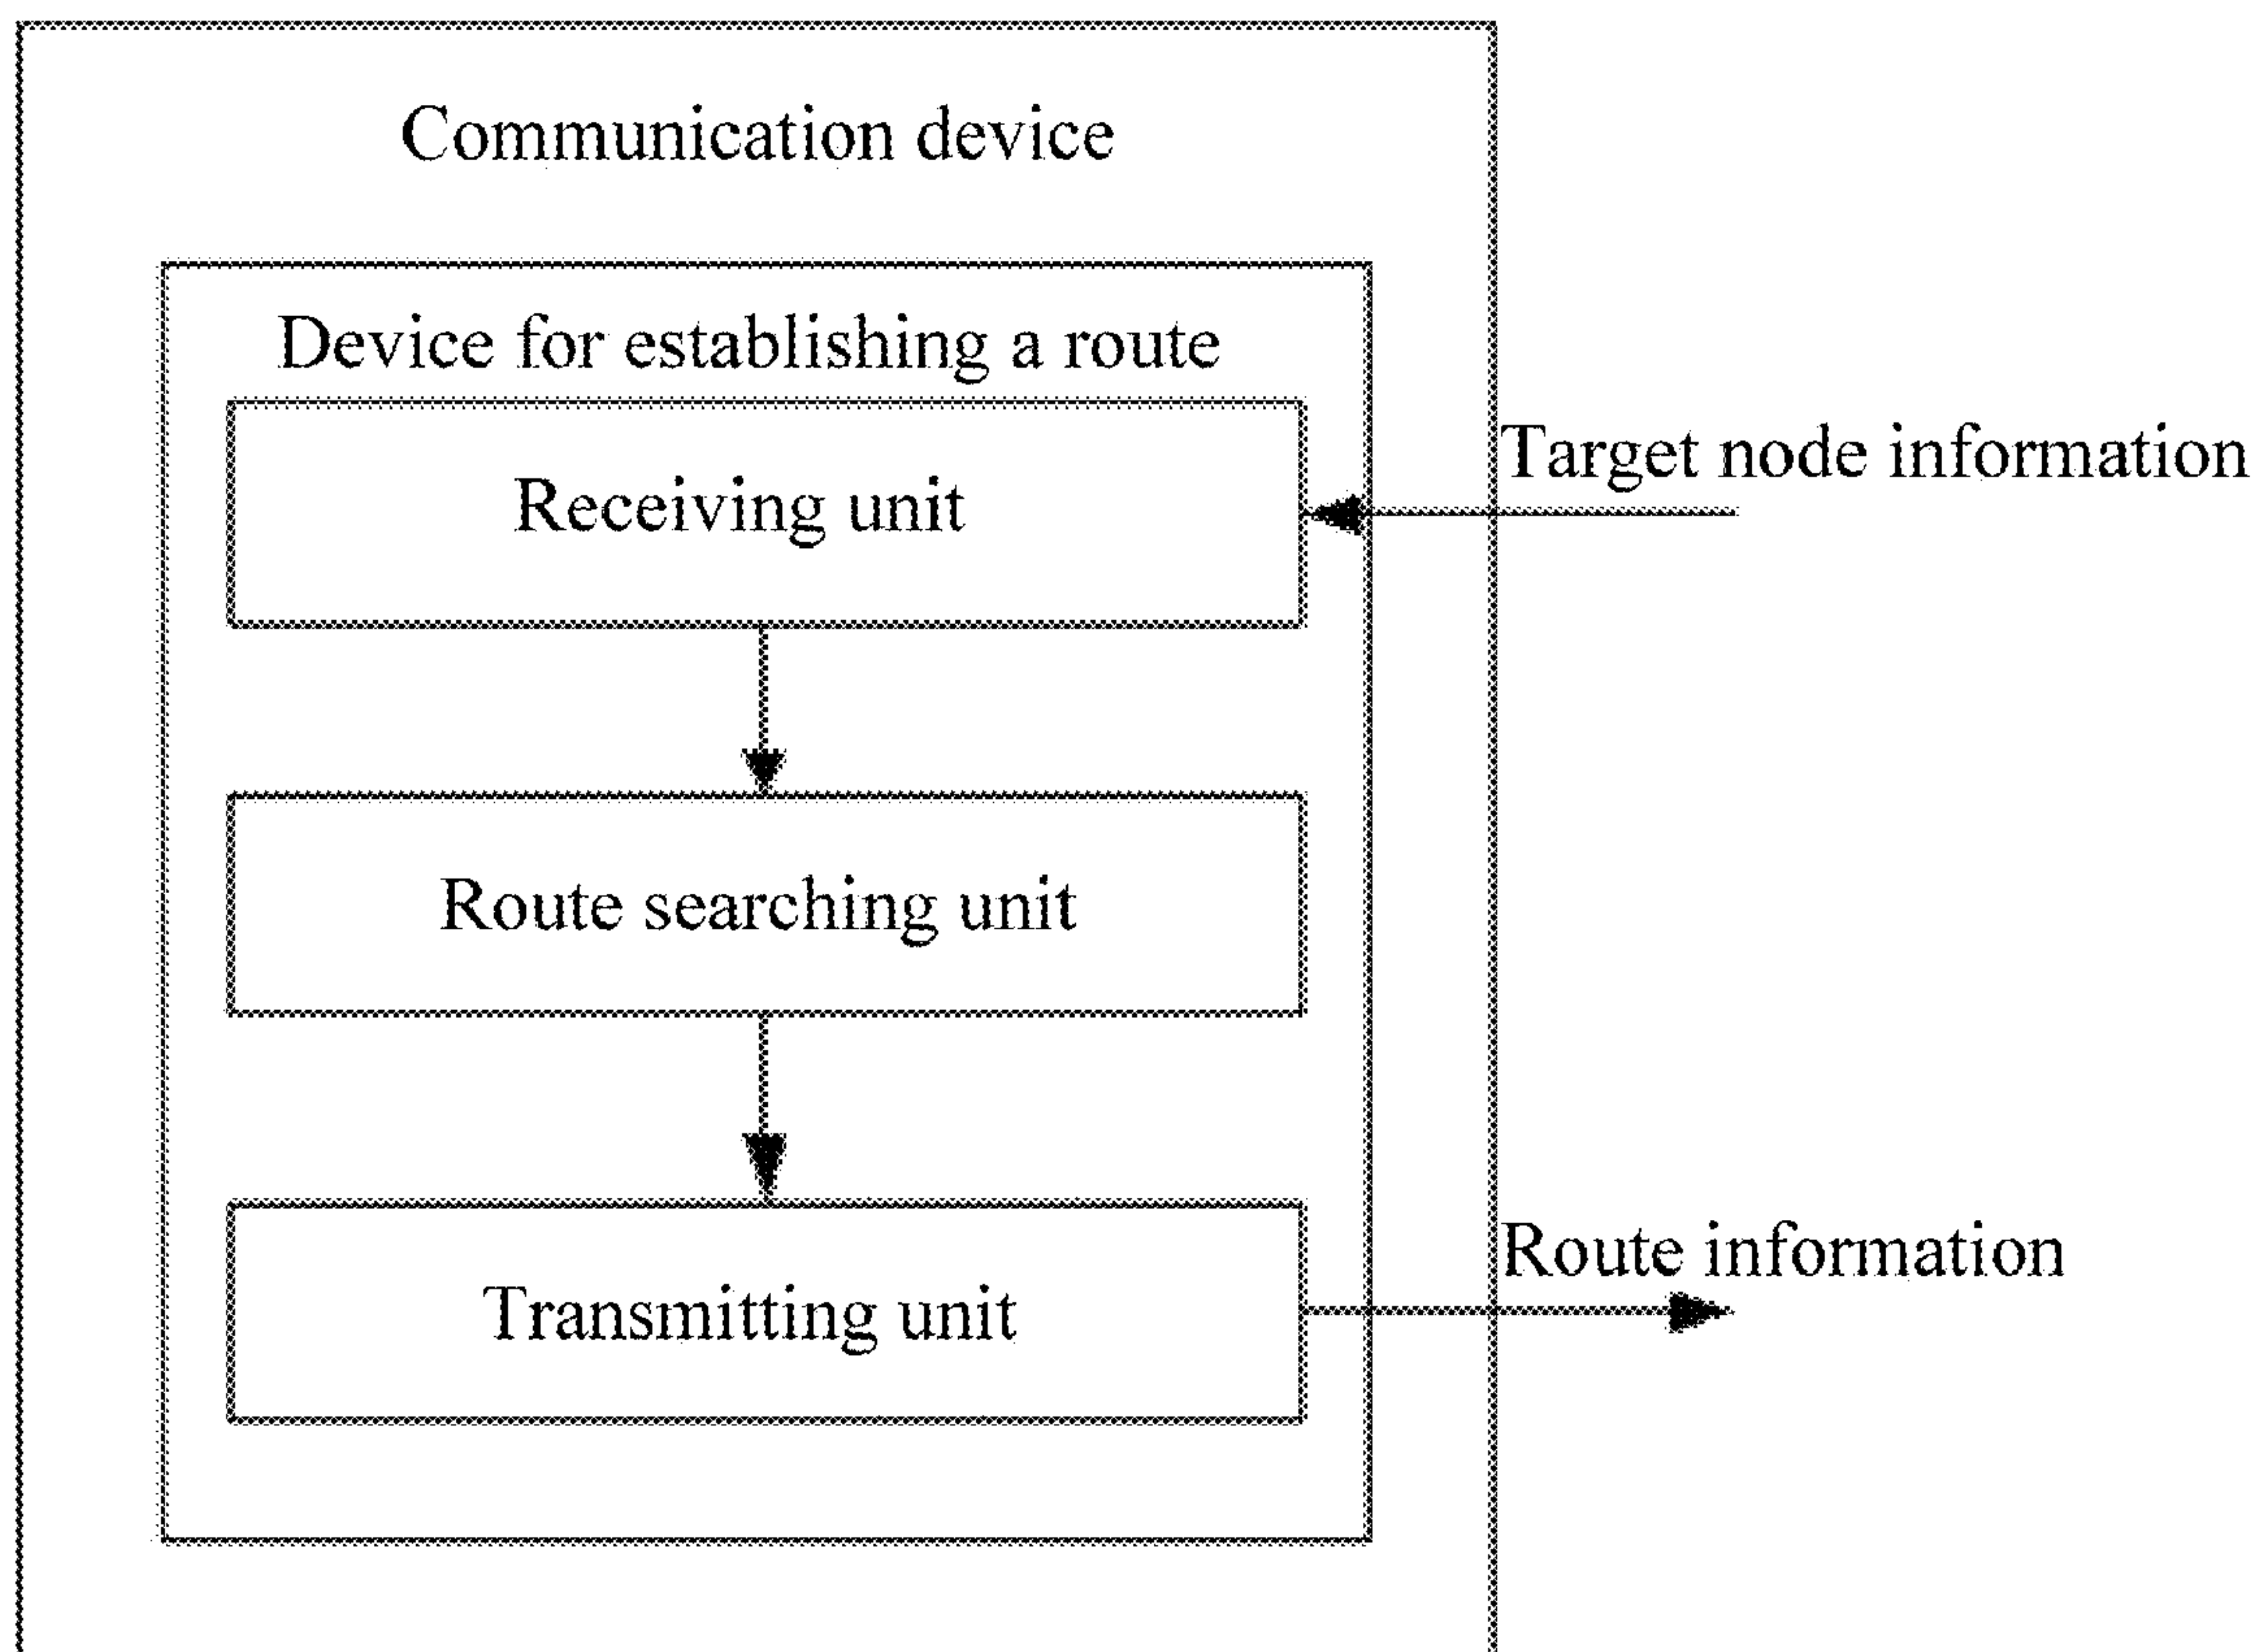 Communication device
Device for establishing a route
Target node information
Receiving unit
Route searching unit
Route information
Transmitting unit